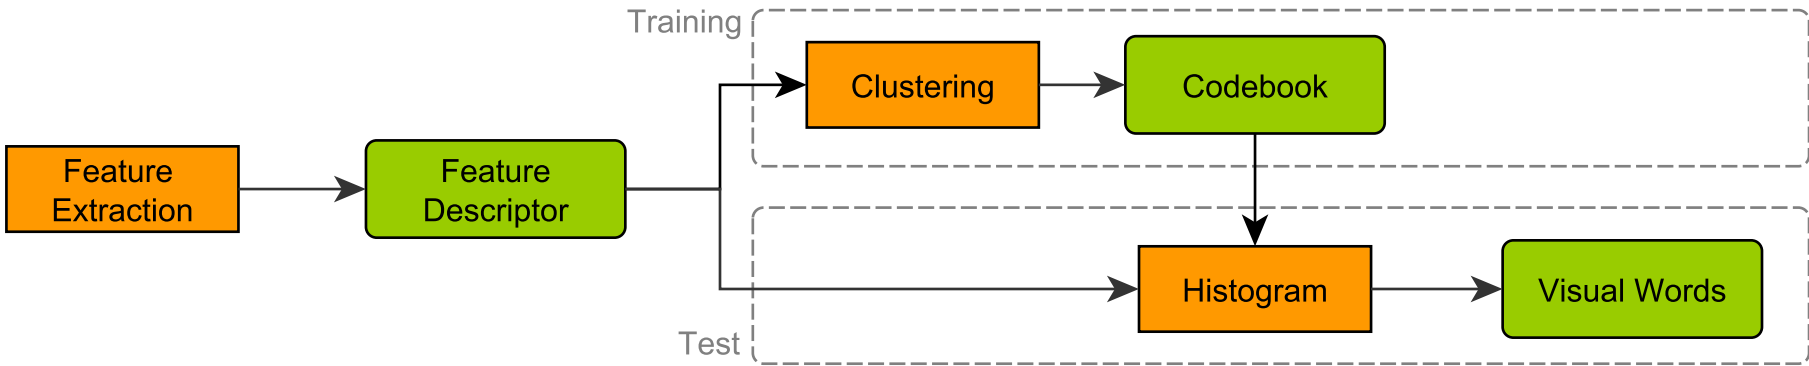 Training
Clustering
Codebook
Feature
Extraction
Feature
Descriptor
Histogram
Visual Words
Test